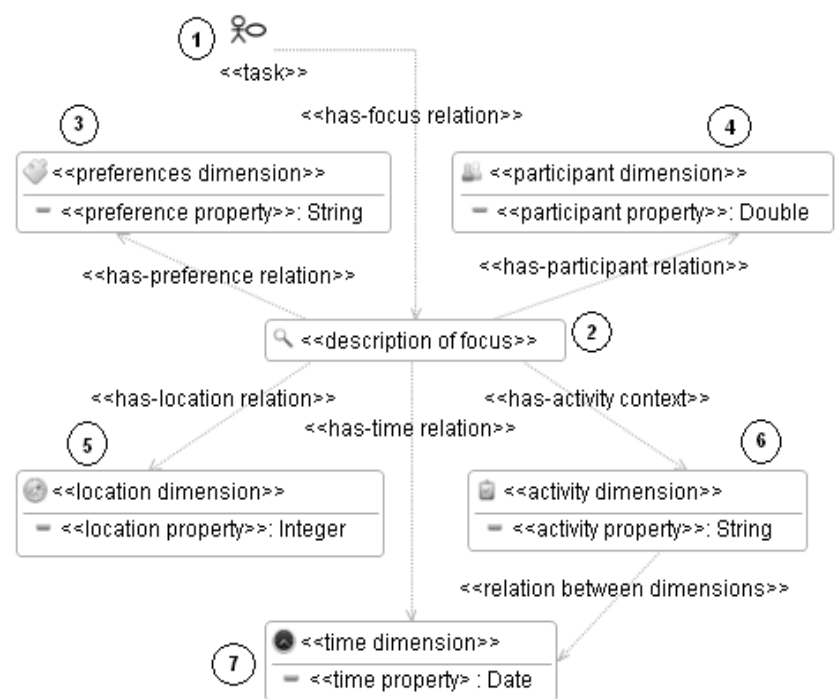 1
<<task>>
<<has-focus relation>>
3
4
<<preferences dimension>>
<<preference property>>: String
<<participant dimension>>
<<participant property>>: Double
<<has-preference relation>>
<<has-participant relation>>
<<description of focus>>
2
<<has-location relation>>
<<has-activity context>>
<<has-time relation>>
5
6
<<location dimension>>
<<location property>>: Integer
<<activity dimension>>
<<activity property>>: String
<<relation between dimensions>>
7
<<time dimension>>
<<time property> : Date